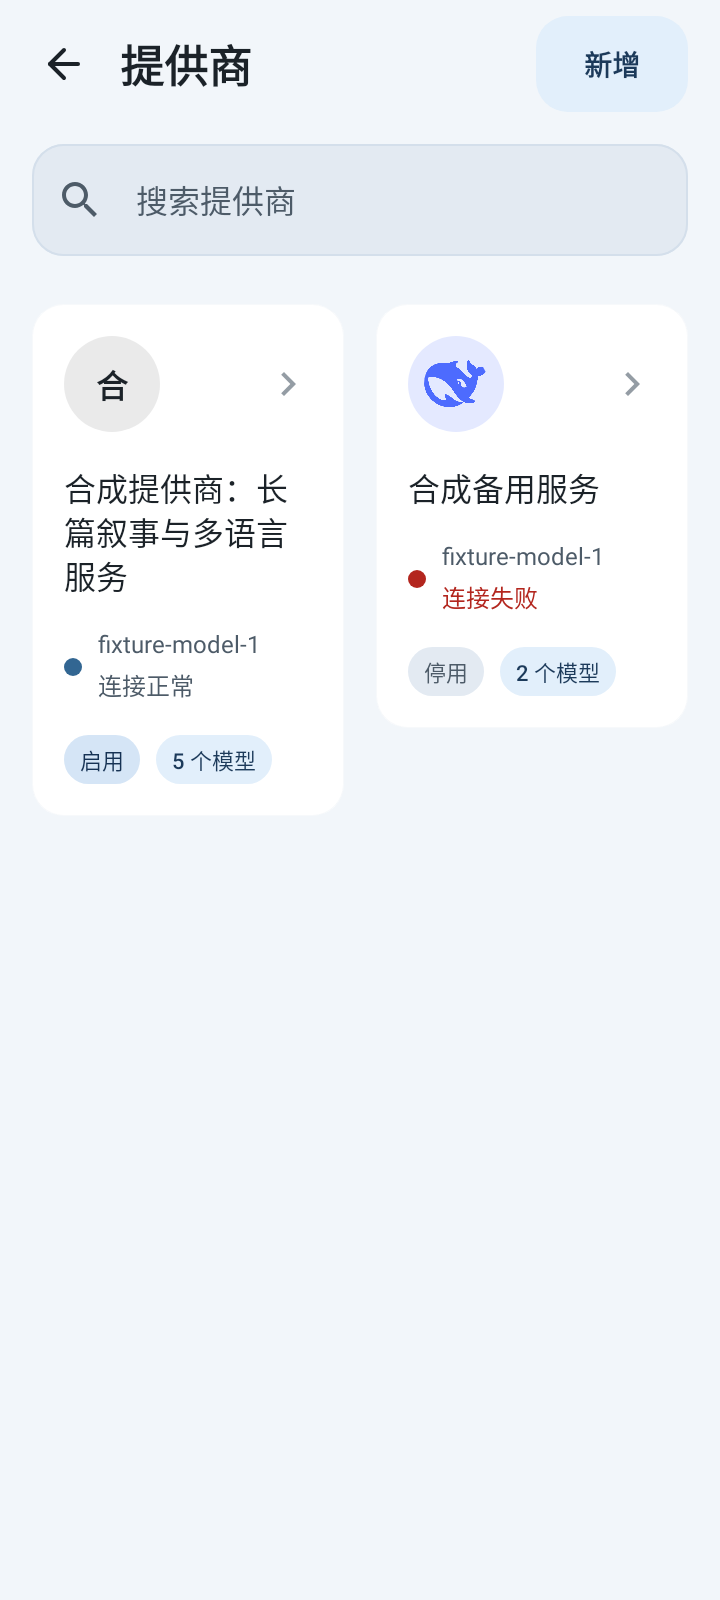 提供商
新增
搜索提供商
合
合成提供商：长
篇叙事与多语言
服务
fixture-model-1
连接正常
启用
5 个模型
合成备用服务
fixture-model-1
连接失败
停用
2 个模型